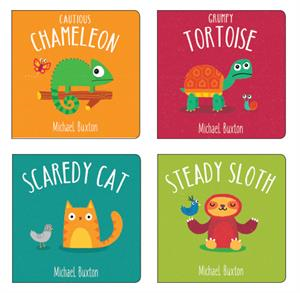 CAUTIOUS
CHAMELEON
Michael Buxton
GRUMPY
TORTOISE
Michael Buxton
SCAREDY CAT
Michael Buxton
STEADY SLOTH
Michael Buxton